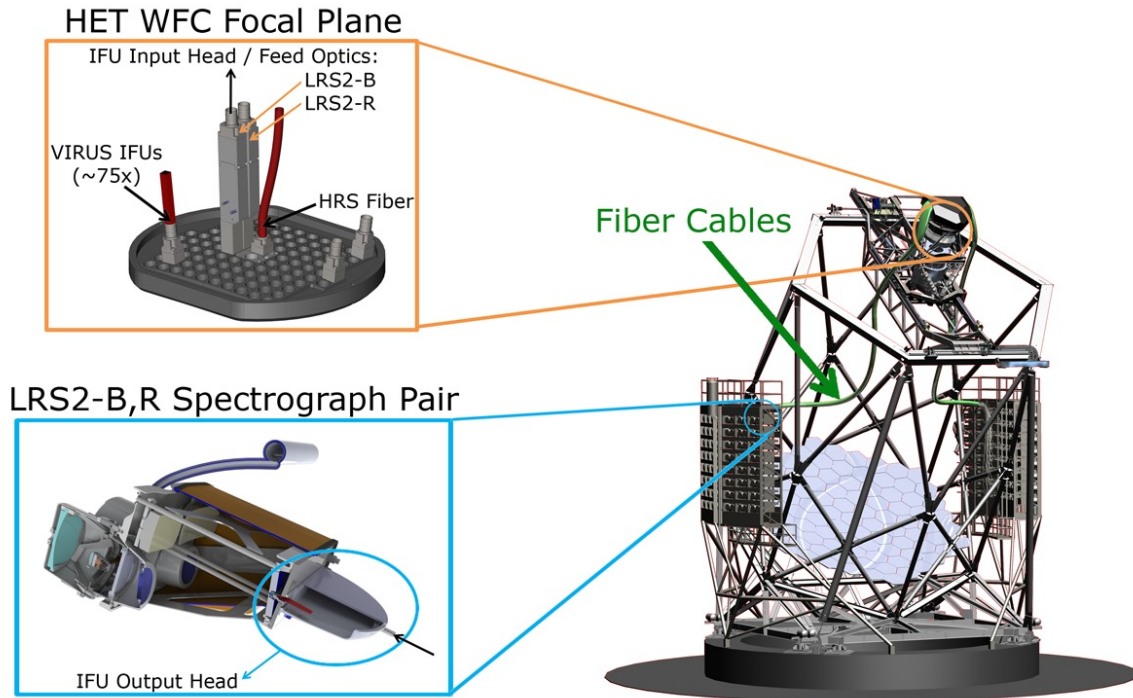 HET WFC Focal Plane
IFU Input Head / Feed Optics:
LRS2-B
LRS2-R
VIRUS IFUs
(~75x)
HRS Fiber
Fiber Cables
LRS2-B,R Spectrograph Pair
IFU Output Head